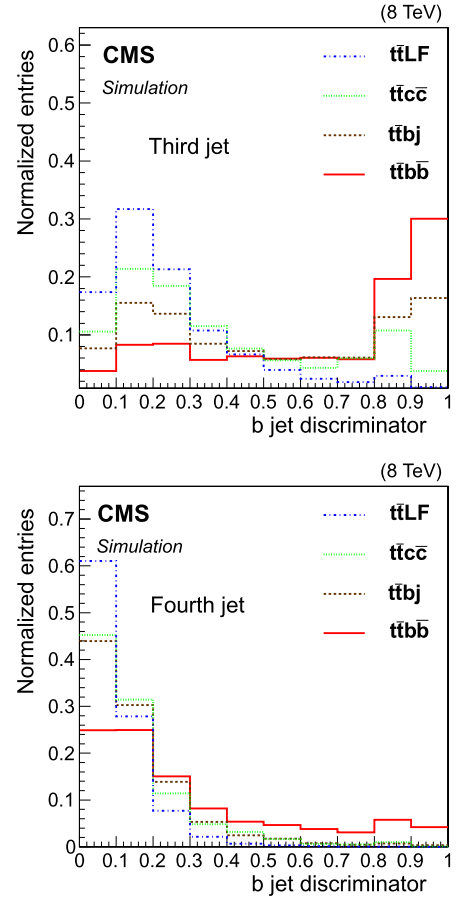 (8 TeV)
CMS
Simulation
Third jet
tt̄LF
tt̄cc̄
tt̄bj
tt̄bb̄
Normalized entries
0.6
0.5
0.4
0.3
0.2
0.1
0 0.1 0.2 0.3 0.4 0.5 0.6 0.7 0.8 0.9 1
b jet discriminator
(8 TeV)
CMS
Simulation
Fourth jet
tt̄LF
tt̄cc̄
tt̄bj
tt̄bb̄
Normalized entries
0.7
0.6
0.5
0.4
0.3
0.2
0.1
0
0 0.1 0.2 0.3 0.4 0.5 0.6 0.7 0.8 0.9 1
b jet discriminator